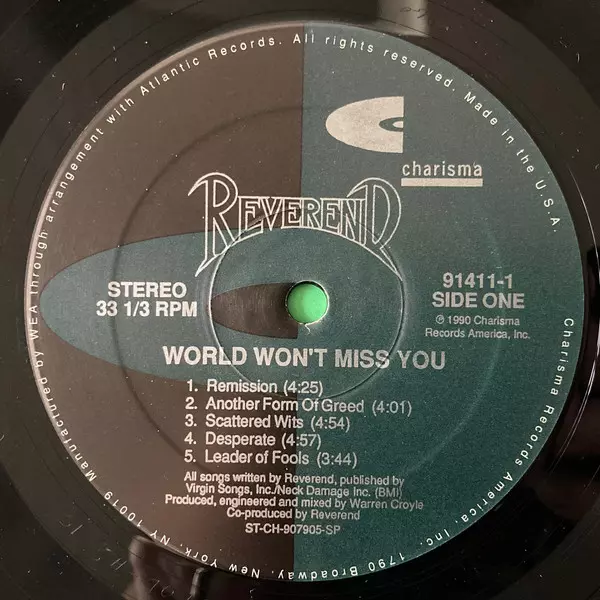 Manufactured by WEA through arrangement with Atlantic Records. All rights reserved. Made in the U.S.A.
charisma
REVEREND
STEREO
33 1/3 RPM
91411-1
SIDE ONE
℗ 1990 Charisma
Records America, Inc.
WORLD WON'T MISS YOU
1. Remission (4:25)
2. Another Form Of Greed (4:01)
3. Scattered Wits (4:54)
4. Desperate (4:57)
5. Leader of Fools (3:44)
All songs written by Reverend, published by
Virgin Songs, Inc./Neck Damage Inc. (BMI)
Produced, engineered and mixed by Warren Croyle
Co-produced by Reverend
ST-CH-907905-SP
Charisma Records America, Inc. 1790 Broadway, New York, NY 10019